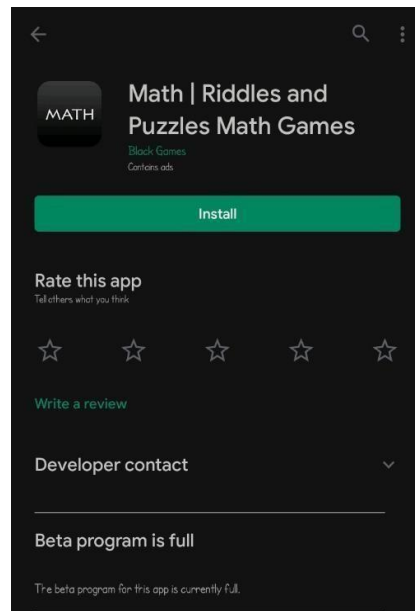 MATH
Math | Riddles and
Puzzles Math Games
Black Games
Contains ads
Install
Rate this app
Tell others what you think
Write a review
Developer contact
Beta program is full
The beta program for this app is currently full.